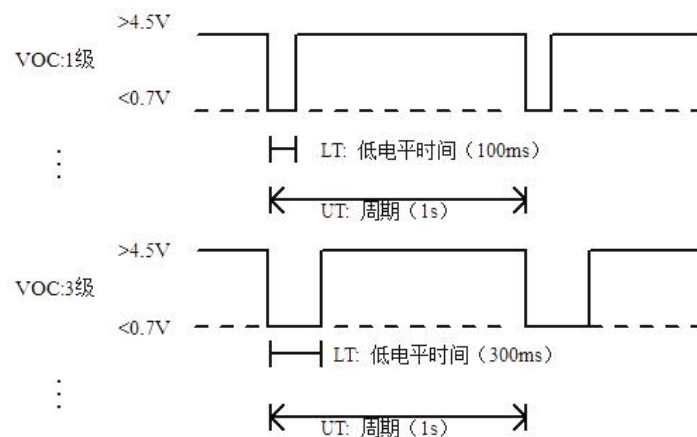 >4.5V
VOC:1级
<0.7V
LT: 低电平时间（100ms）
⋮
UT: 周期（1s）
>4.5V
VOC:3级
<0.7V
LT: 低电平时间（300ms）
⋮
UT: 周期（1s）